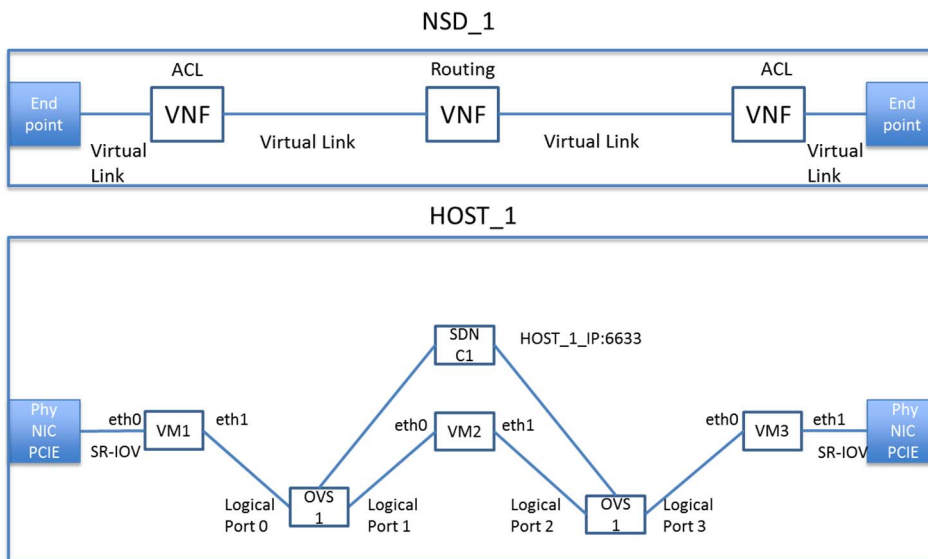 NSD_1
ACL
Routing
ACL
End
point
VNF
VNF
VNF
End
point
Virtual
Link
Virtual Link
Virtual Link
Virtual
Link
HOST_1
SDN
C1
HOST_1_IP:6633
Phy
NIC
PCIE
eth0
VM1
eth1
SR-IOV
eth0
VM2
eth1
eth0
VM3
eth1
SR-IOV
Phy
NIC
PCIE
Logical
Port 0
OVS
1
Logical
Port 1
Logical
Port 2
OVS
1
Logical
Port 3